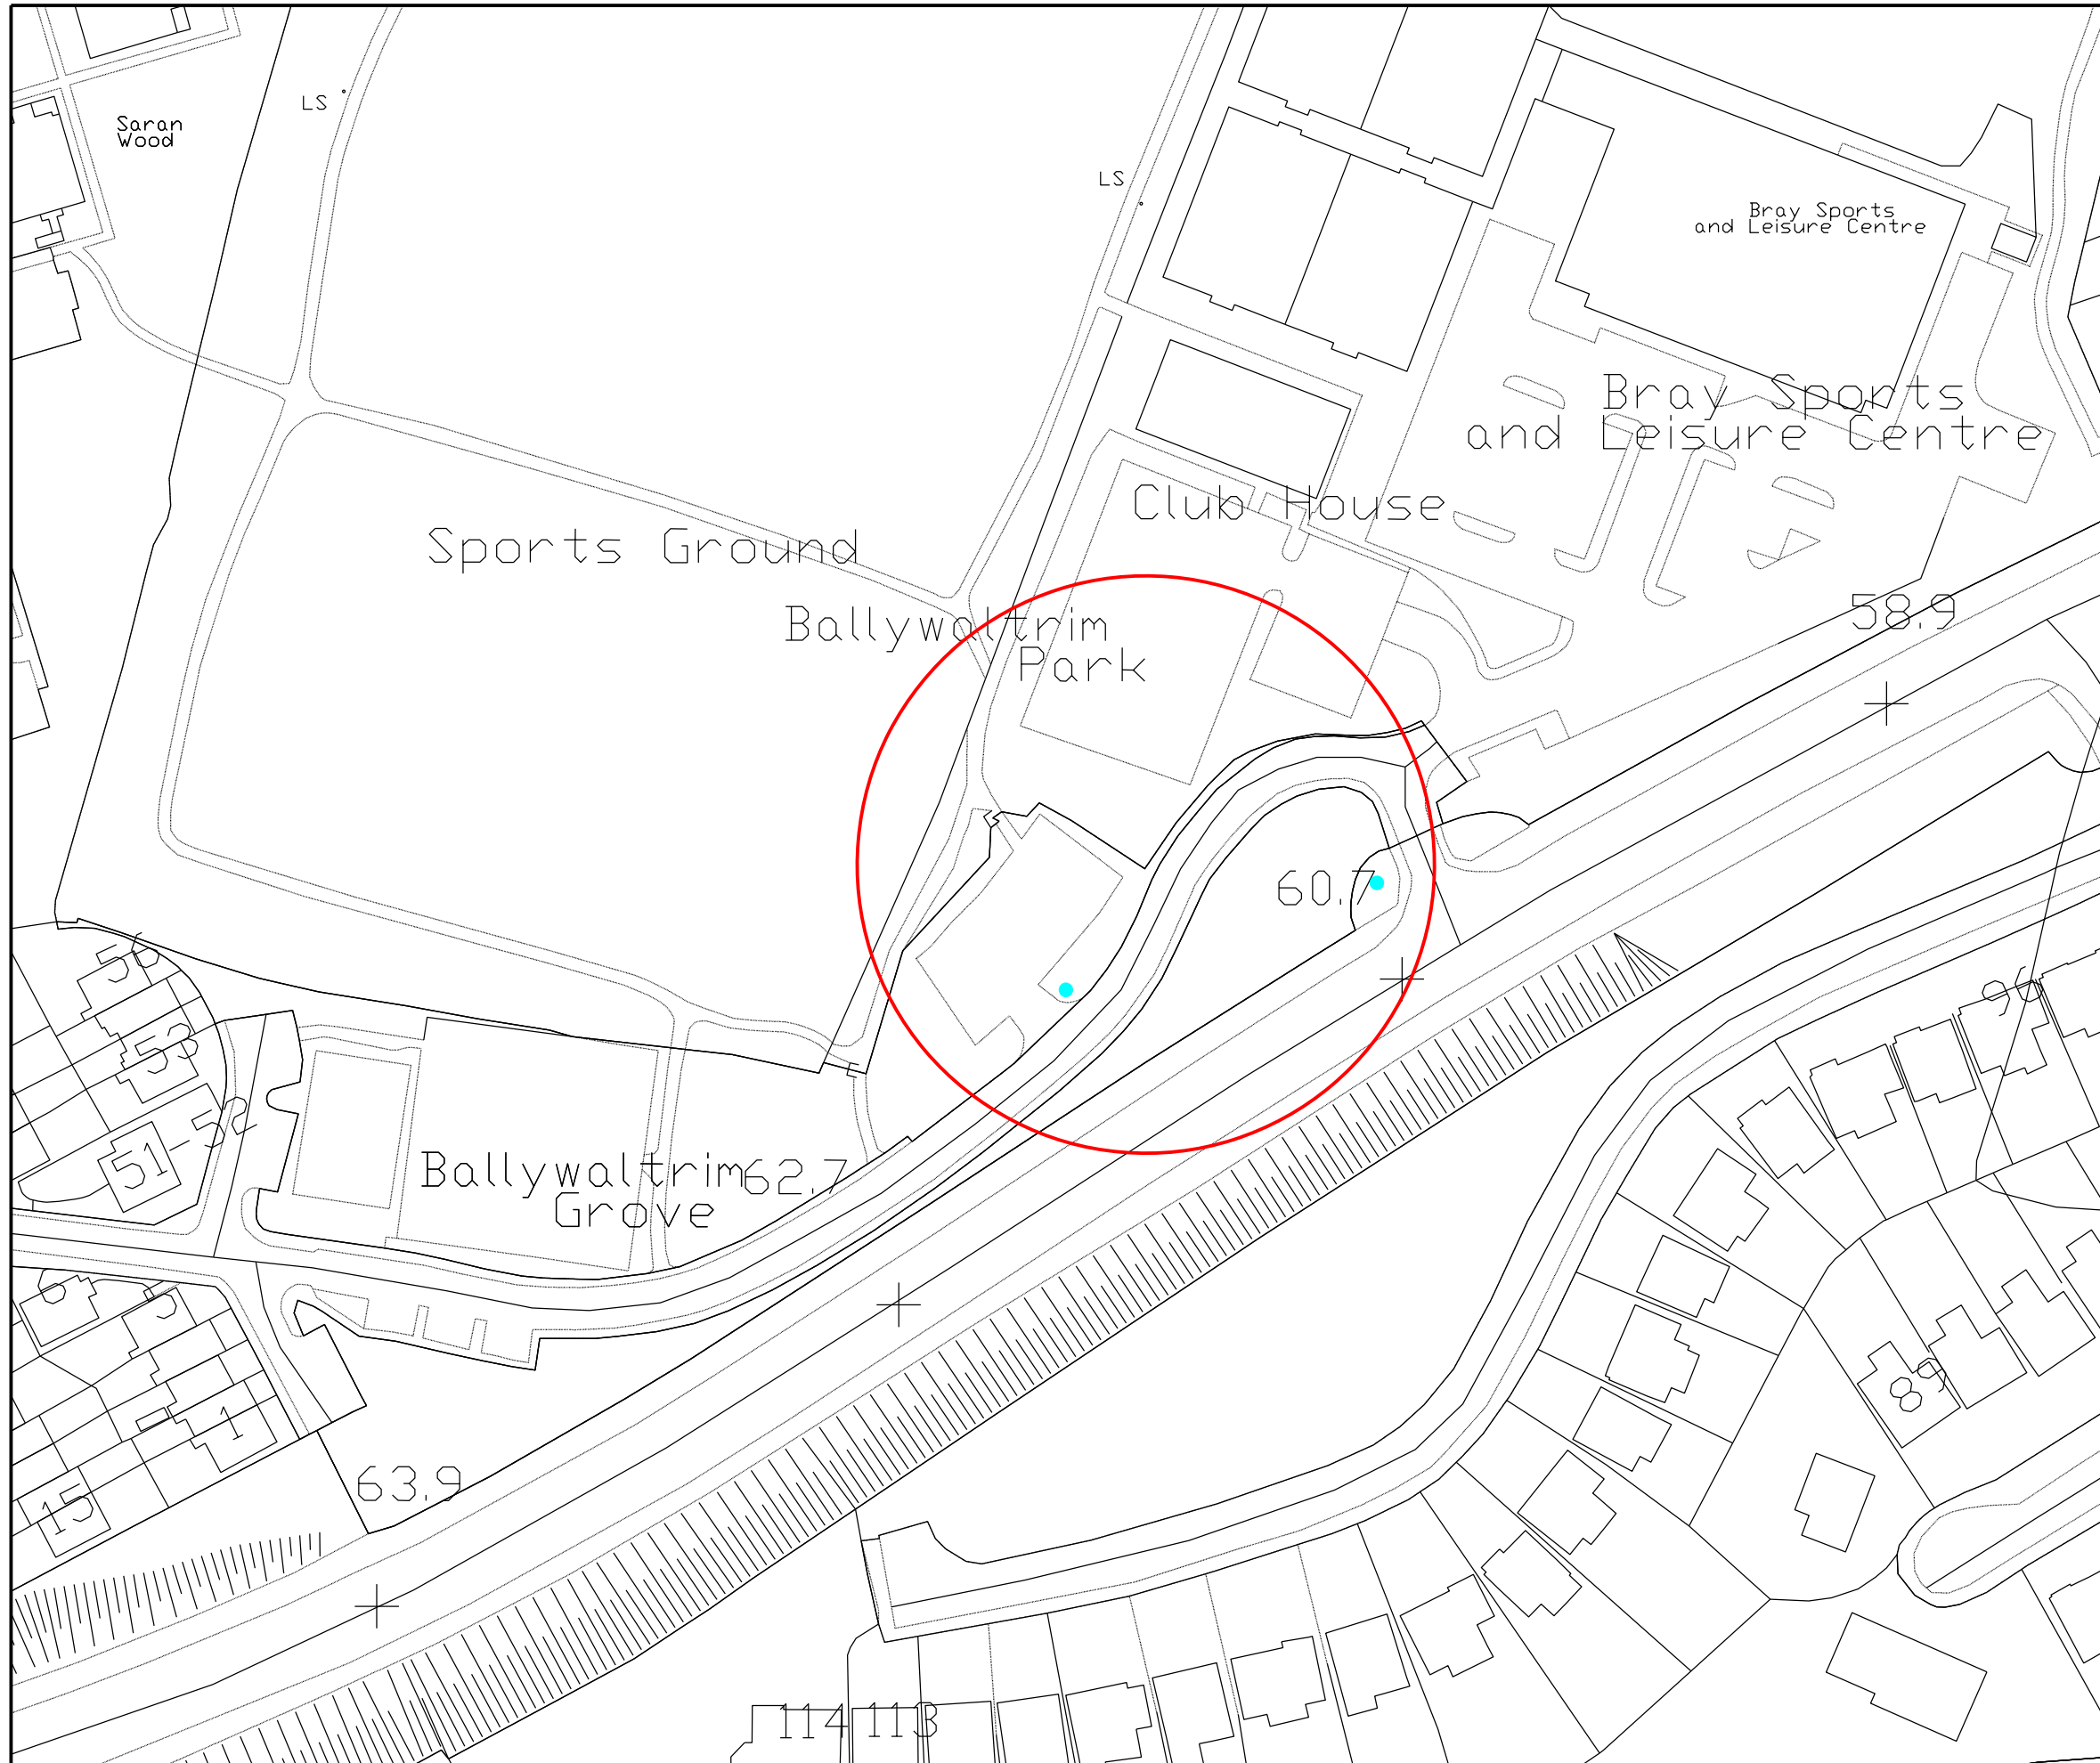 LS
Saran
Wood
LS
Bray Sports
and Leisure Centre
Bray Sports
and Leisure Centre
Club House
Sports Ground
Ballywaltrim
Park
58.9
60.7
56
53
51-52
Ballywaltrim
Grove
62.7
1
63.9
15
89
114
113